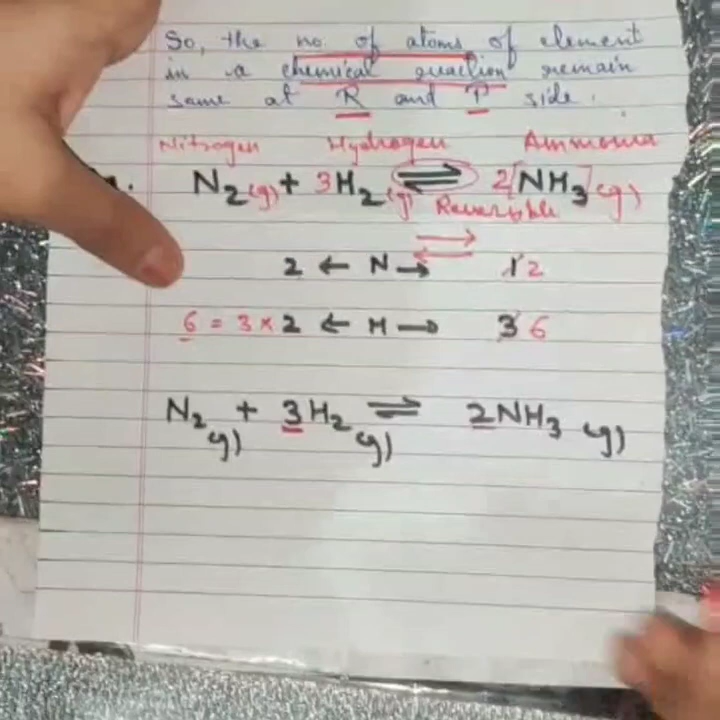 So, the no. of atoms of element
in a chemical reaction remain
same at R and P side.
Nitrogen Hydrogen Ammonia
N2(g) + 3H2(g) ⇌ 2[NH3](g)
Reversible
2 ← N → 1 2
6 = 3 × 2 ← H → 3 6
N2(g) + 3H2(g) ⇌ 2NH3(g)